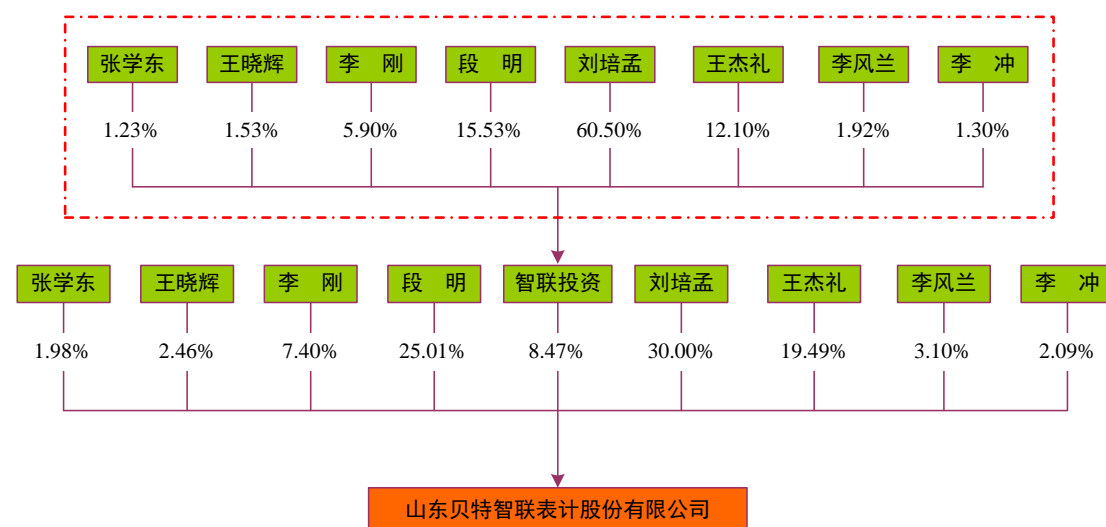 张学东 王晓辉 李 刚 段 明 刘培孟 王杰礼 李风兰 李 冲
1.23% 1.53% 5.90% 15.53% 60.50% 12.10% 1.92% 1.30%
张学东 王晓辉 李 刚 段 明 智联投资 刘培孟 王杰礼 李风兰 李 冲
1.98% 2.46% 7.40% 25.01% 8.47% 30.00% 19.49% 3.10% 2.09%
山东贝特智联表计股份有限公司